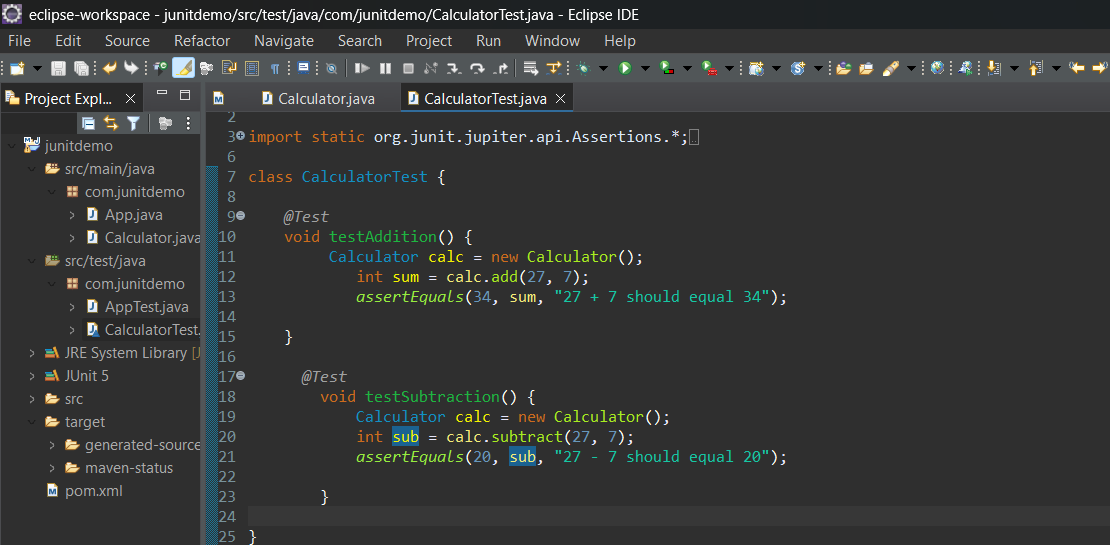 eclipse-workspace - junitdemo/src/test/java/com/junitdemo/CalculatorTest.java - Eclipse IDE
File Edit Source Refactor Navigate Search Project Run Window Help
Project Expl...
junitdemo
src/main/java
com.junitdemo
App.java
Calculator.java
src/test/java
com.junitdemo
AppTest.java
CalculatorTest.
JRE System Library [J
JUnit 5
src
target
generated-source
maven-status
pom.xml
Calculator.java CalculatorTest.java
2
3 import static org.junit.jupiter.api.Assertions.*;
6
7 class CalculatorTest {
8
9 @Test
10 void testAddition() {
11 Calculator calc = new Calculator();
12 int sum = calc.add(27, 7);
13 assertEquals(34, sum, "27 + 7 should equal 34");
14
15 }
16
17 @Test
18 void testSubtraction() {
19 Calculator calc = new Calculator();
20 int sub = calc.subtract(27, 7);
21 assertEquals(20, sub, "27 - 7 should equal 20");
22
23 }
24
25 }